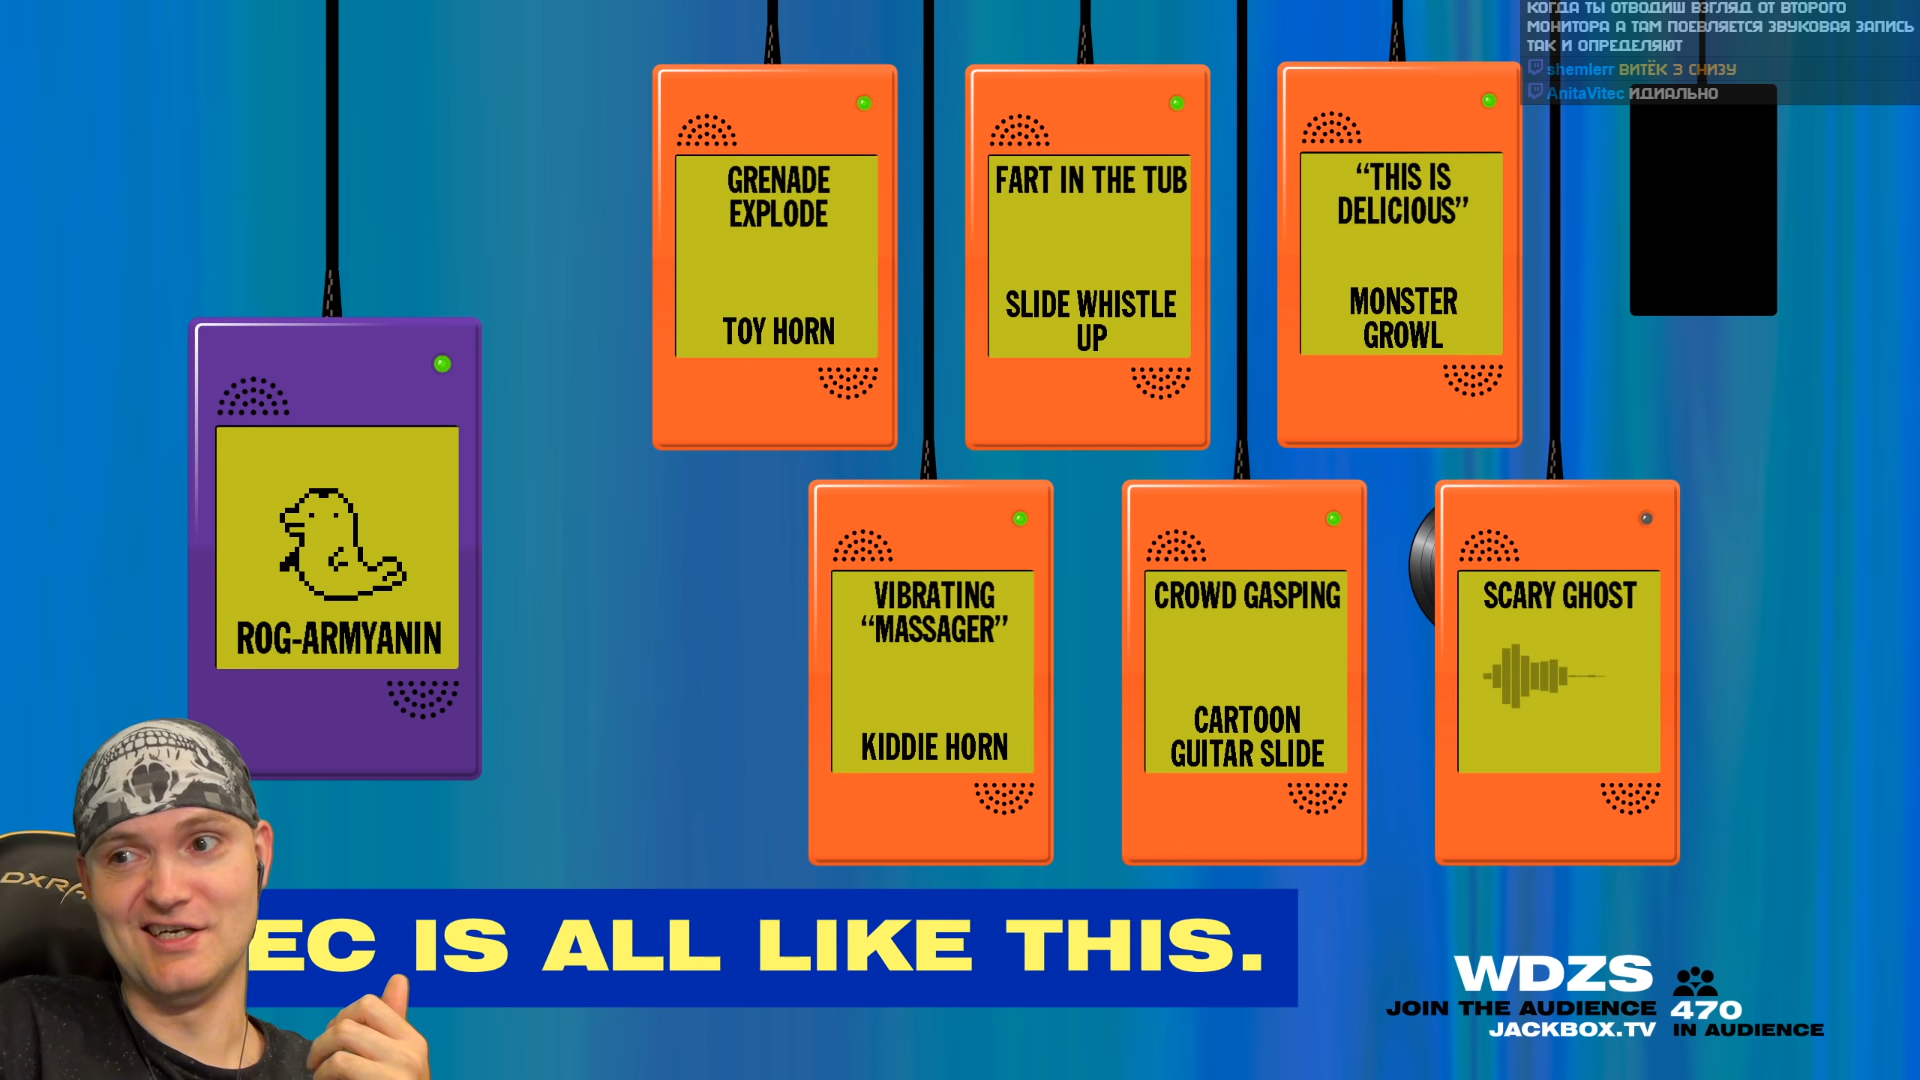 КОГДА ТЫ ОТВОДИШ ВЗГЛЯД ОТ ВТОРОГО
МОНИТОРА А ТАМ ПОЕВЛЯЕТСЯ ЗВУКОВАЯ ЗАПИСЬ
ТАК И ОПРЕДЕЛЯЮТ
shemlerr ВИТЁК 3 СНИЗУ
AnitaVitec ИДИАЛЬНО
GRENADE
EXPLODE
TOY HORN
FART IN THE TUB
SLIDE WHISTLE
UP
“THIS IS
DELICIOUS”
MONSTER
GROWL
ROG-ARMYANIN
VIBRATING
“MASSAGER”
KIDDIE HORN
CROWD GASPING
CARTOON
GUITAR SLIDE
SCARY GHOST
EC IS ALL LIKE THIS.
WDZS
JOIN THE AUDIENCE
JACKBOX.TV
470
IN AUDIENCE